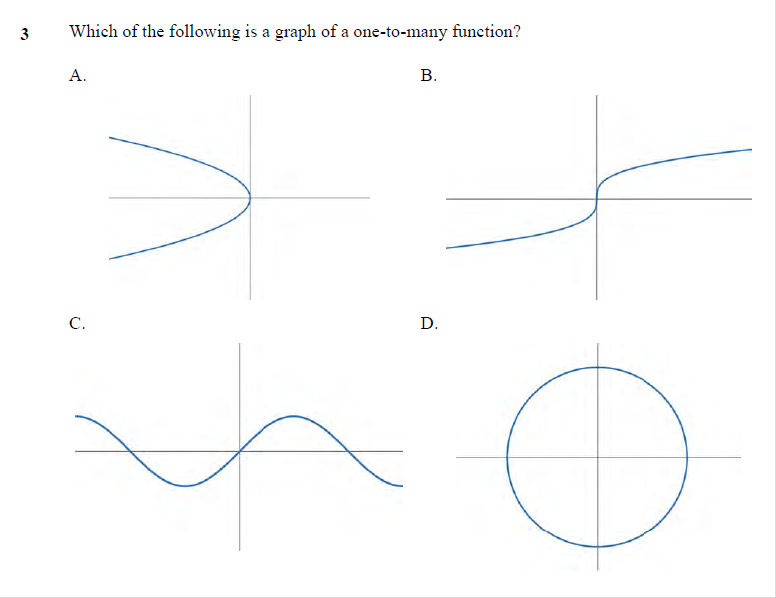 3 Which of the following is a graph of a one-to-many function?
A. B.
C. D.